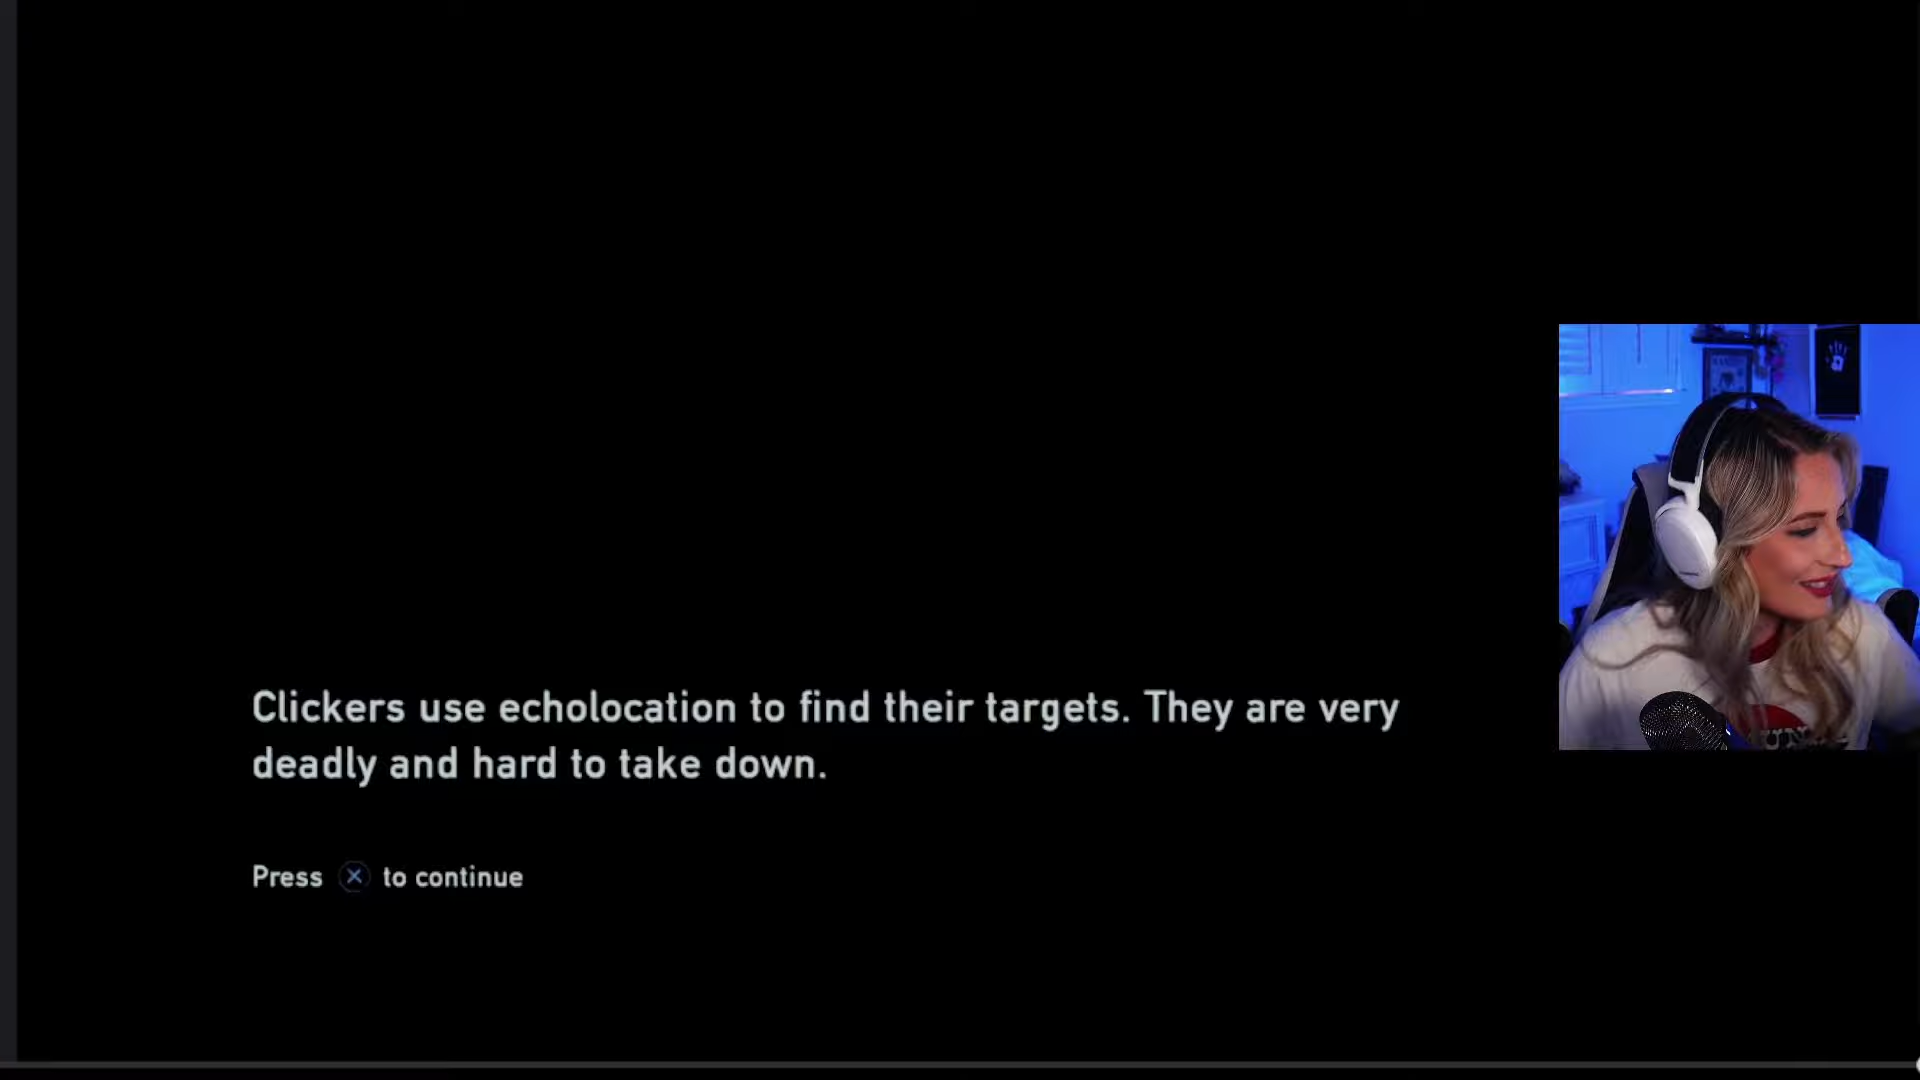 Clickers use echolocation to find their targets. They are very
deadly and hard to take down.
Press ⓧ to continue